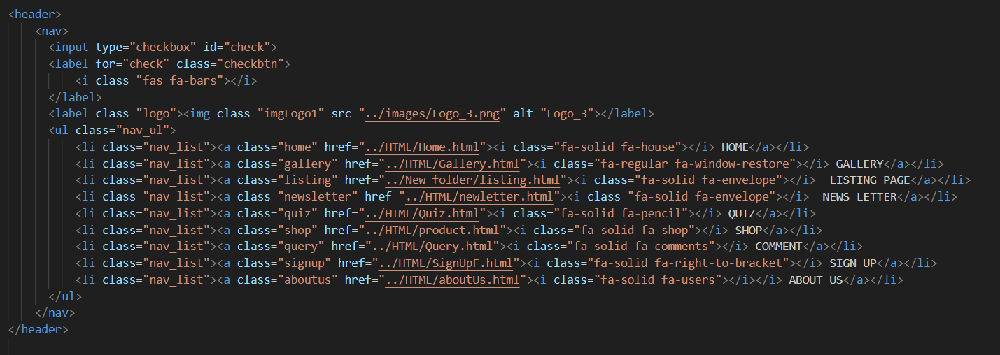 <header>
<nav>
<input type="checkbox" id="check">
<label for="check" class="checkbtn">
<i class="fas fa-bars"></i>
</label>
<label class="logo"><img class="imgLogo1" src="../images/Logo_3.png" alt="Logo_3"></label>
<ul class="nav_ul">
<li class="nav_list"><a class="home" href="../HTML/Home.html"><i class="fa-solid fa-house"></i> HOME</a></li>
<li class="nav_list"><a class="gallery" href="../HTML/Gallery.html"><i class="fa-regular fa-window-restore"></i> GALLERY</a></li>
<li class="nav_list"><a class="listing" href="../New folder/listing.html"><i class="fa-solid fa-envelope"></i>  LISTING PAGE</a></li>
<li class="nav_list"><a class="newsletter" href="../HTML/newletter.html"><i class="fa-solid fa-envelope"></i>  NEWS LETTER</a></li>
<li class="nav_list"><a class="quiz" href="../HTML/Quiz.html"><i class="fa-solid fa-pencil"></i> QUIZ</a></li>
<li class="nav_list"><a class="shop" href="../HTML/product.html"><i class="fa-solid fa-shop"></i> SHOP</a></li>
<li class="nav_list"><a class="query" href="../HTML/Query.html"><i class="fa-solid fa-comments"></i> COMMENT</a></li>
<li class="nav_list"><a class="signup" href="../HTML/SignUpF.html"><i class="fa-solid fa-right-to-bracket"></i> SIGN UP</a></li>
<li class="nav_list"><a class="aboutus" href="../HTML/aboutUs.html"><i class="fa-solid fa-users"></i></i> ABOUT US</a></li>
</ul>
</nav>
</header>